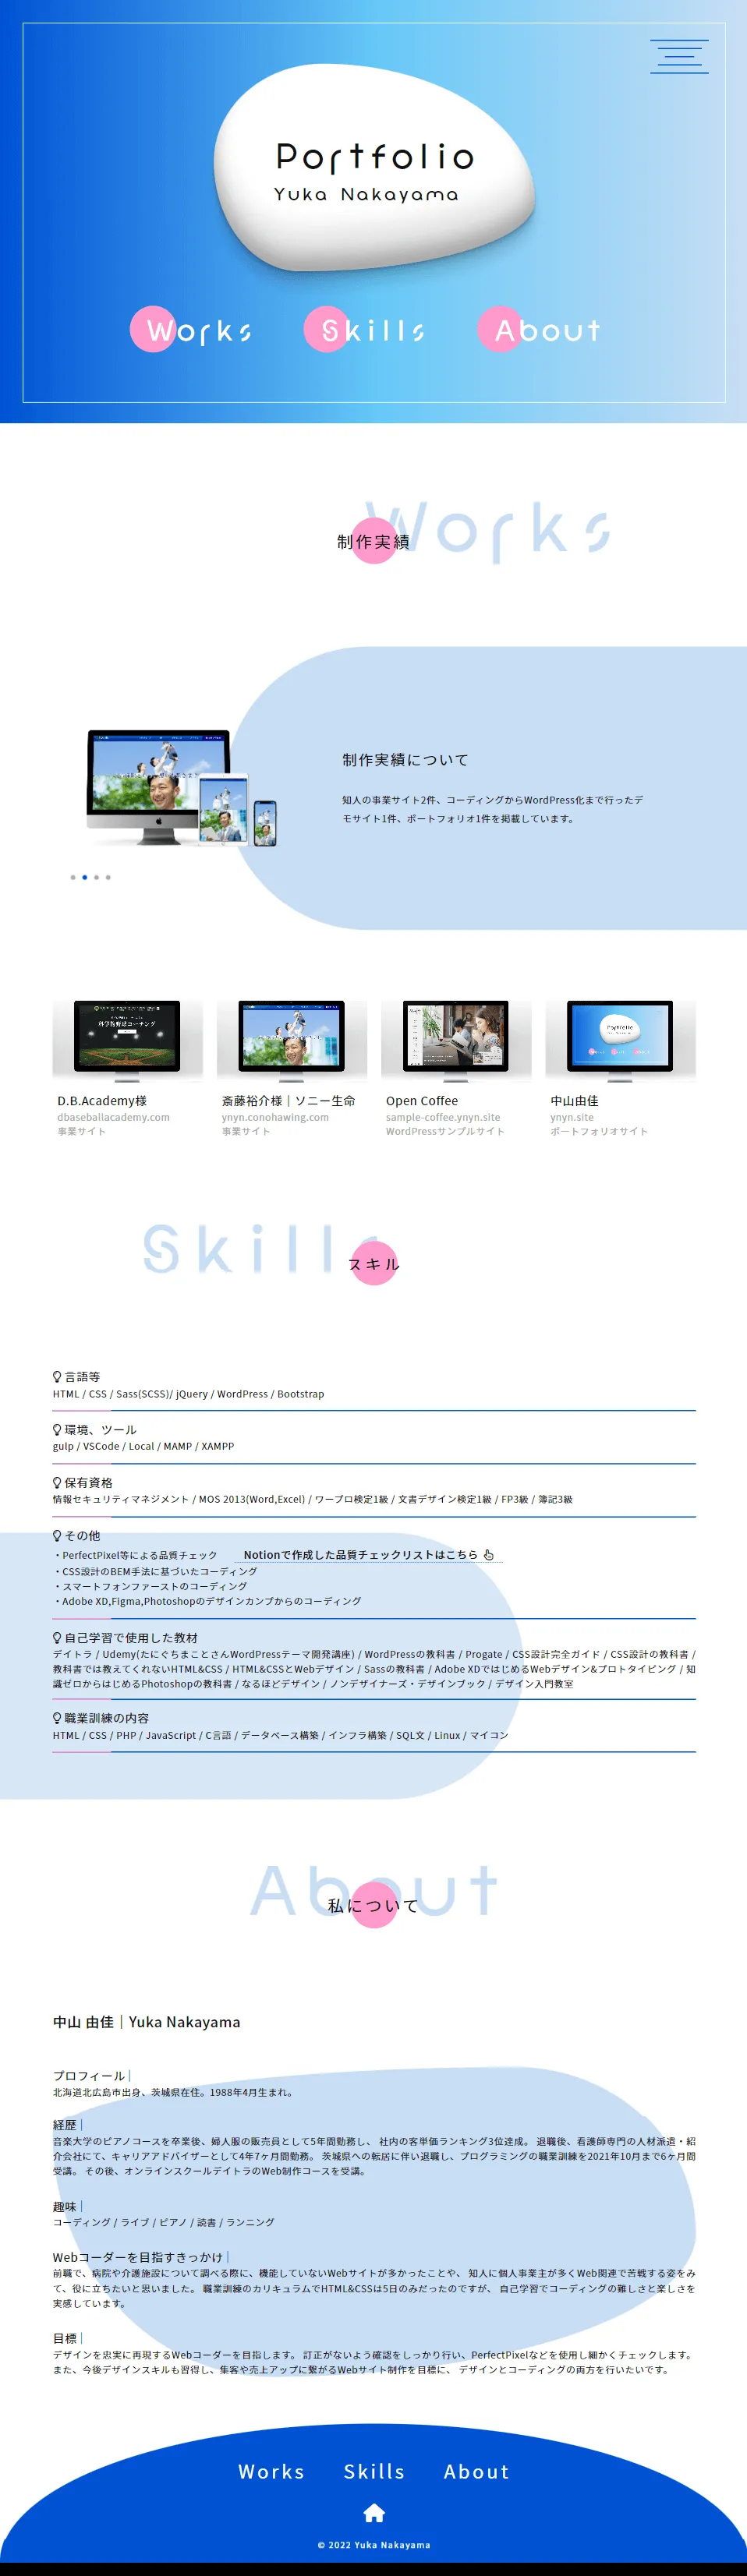 Portfolio
Yuka Nakayama
Works
Skills
About
Works
制作実績
制作実績について
知人の事業サイト2件、コーディングからWordPress化まで行ったデ
モサイト1件、ポートフォリオ1件を掲載しています。
科学的野球コーチング
Portfolio
D.B.Academy様
dbaseballacademy.com
事業サイト
斎藤裕介様｜ソニー生命
ynyn.conohawing.com
事業サイト
Open Coffee
sample-coffee.ynyn.site
WordPressサンプルサイト
中山由佳
ynyn.site
ポートフォリオサイト
Skills
スキル
言語等
HTML / CSS / Sass(SCSS)/ jQuery / WordPress / Bootstrap
環境、ツール
gulp / VSCode / Local / MAMP / XAMPP
保有資格
情報セキュリティマネジメント / MOS 2013(Word,Excel) / ワープロ検定1級 / 文書デザイン検定1級 / FP3級 / 簿記3級
その他
・PerfectPixel等による品質チェック Notionで作成した品質チェックリストはこちら
・CSS設計のBEM手法に基づいたコーディング
・スマートフォンファーストのコーディング
・Adobe XD,Figma,Photoshopのデザインカンプからのコーディング
自己学習で使用した教材
デイトラ / Udemy(たにぐちまことさんWordPressテーマ開発講座) / WordPressの教科書 / Progate / CSS設計完全ガイド / CSS設計の教科書 /
教科書では教えてくれないHTML&CSS / HTML&CSSとWebデザイン / Sassの教科書 / Adobe XDではじめるWebデザイン&プロトタイピング / 知
識ゼロからはじめるPhotoshopの教科書 / なるほどデザイン / ノンデザイナーズ・デザインブック / デザイン入門教室
職業訓練の内容
HTML / CSS / PHP / JavaScript / C言語 / データベース構築 / インフラ構築 / SQL文 / Linux / マイコン
About
私について
中山 由佳｜Yuka Nakayama
プロフィール｜
北海道北広島市出身、茨城県在住。1988年4月生まれ。
経歴｜
音楽大学のピアノコースを卒業後、婦人服の販売員として5年間勤務し、 社内の客単価ランキング3位達成。 退職後、看護師専門の人材派遣・紹
介会社にて、キャリアアドバイザーとして4年7ヶ月間勤務。 茨城県への転居に伴い退職し、プログラミングの職業訓練を2021年10月まで6ヶ月間
受講。 その後、オンラインスクールデイトラのWeb制作コースを受講。
趣味｜
コーディング / ライブ / ピアノ / 読書 / ランニング
Webコーダーを目指すきっかけ｜
前職で、病院や介護施設について調べる際に、機能していないWebサイトが多かったことや、 知人に個人事業主が多くWeb関連で苦戦する姿をみ
て、役に立ちたいと思いました。 職業訓練のカリキュラムでHTML&CSSは5日のみだったのですが、 自己学習でコーディングの難しさと楽しさを
実感しています。
目標｜
デザインを忠実に再現するWebコーダーを目指します。 訂正がないよう確認をしっかり行い、PerfectPixelなどを使用し細かくチェックします。
また、今後デザインスキルも習得し、集客や売上アップに繋がるWebサイト制作を目標に、 デザインとコーディングの両方を行いたいです。
Works
Skills
About
© 2022 Yuka Nakayama